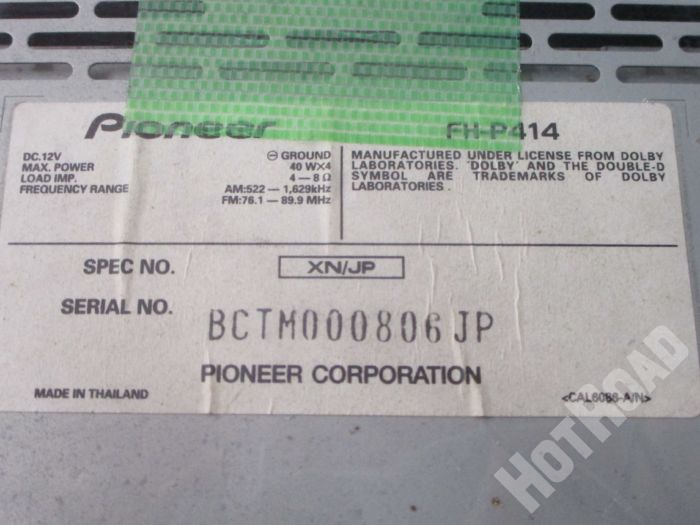 Pioneer
FH-P414
DC.12V ⊖ GROUND
MAX. POWER 40 W×4
LOAD IMP. 4 — 8 Ω
FREQUENCY RANGE AM:522 — 1,629kHz
FM:76.1 — 89.9 MHz
MANUFACTURED UNDER LICENSE FROM DOLBY
LABORATORIES. 'DOLBY' AND THE DOUBLE-D
SYMBOL ARE TRADEMARKS OF DOLBY
LABORATORIES.
SPEC NO. XN/JP
SERIAL NO. BCTM000806JP
PIONEER CORPORATION
MADE IN THAILAND
<CAL6086-A/N>
HOTROAD